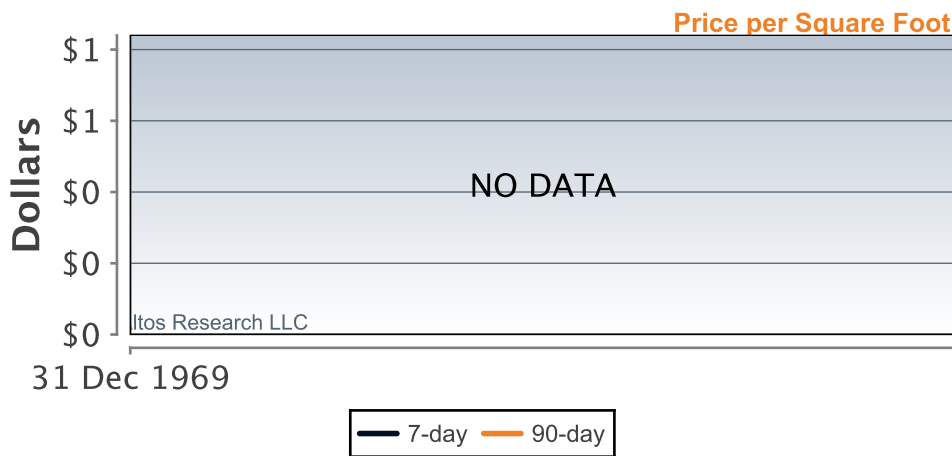 Price per Square Foot
$1
$1
$0
$0
$0
Dollars
NO DATA
ltos Research LLC
31 Dec 1969
7-day 90-day